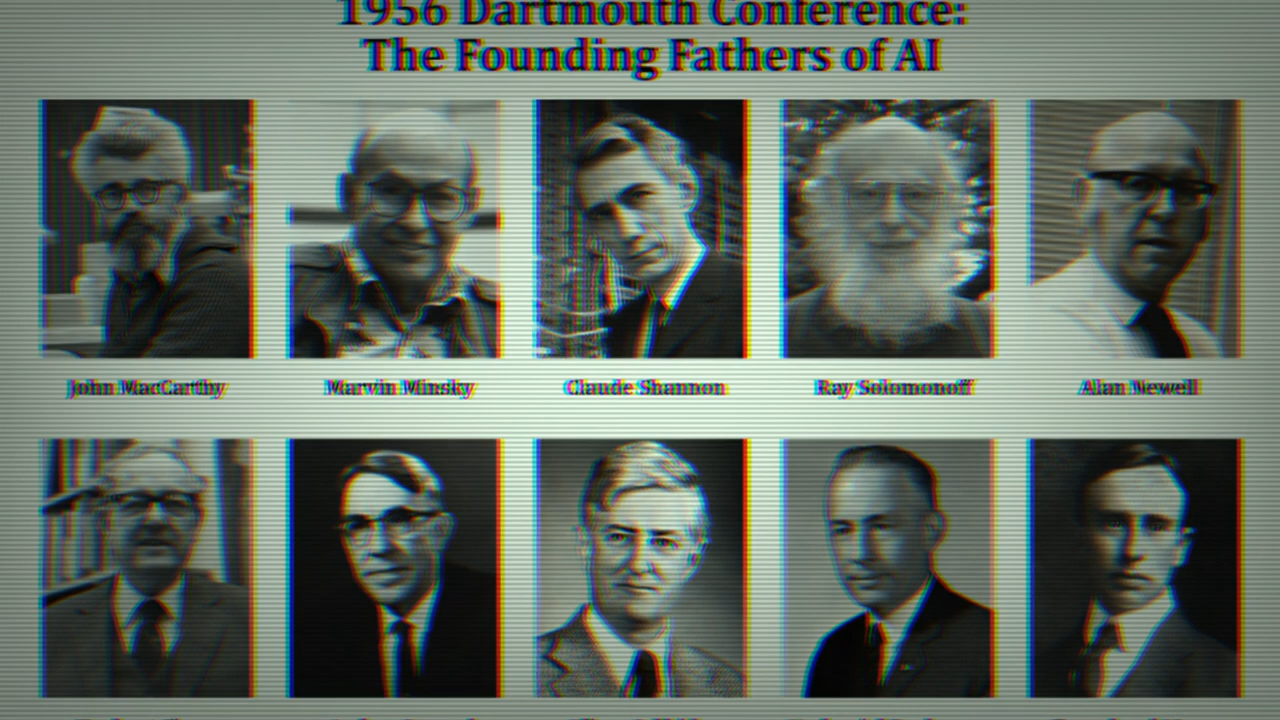 1956 Dartmouth Conference:
The Founding Fathers of AI
John MacCarthy
Marvin Minsky
Claude Shannon
Ray Solomonoff
Alan Newell